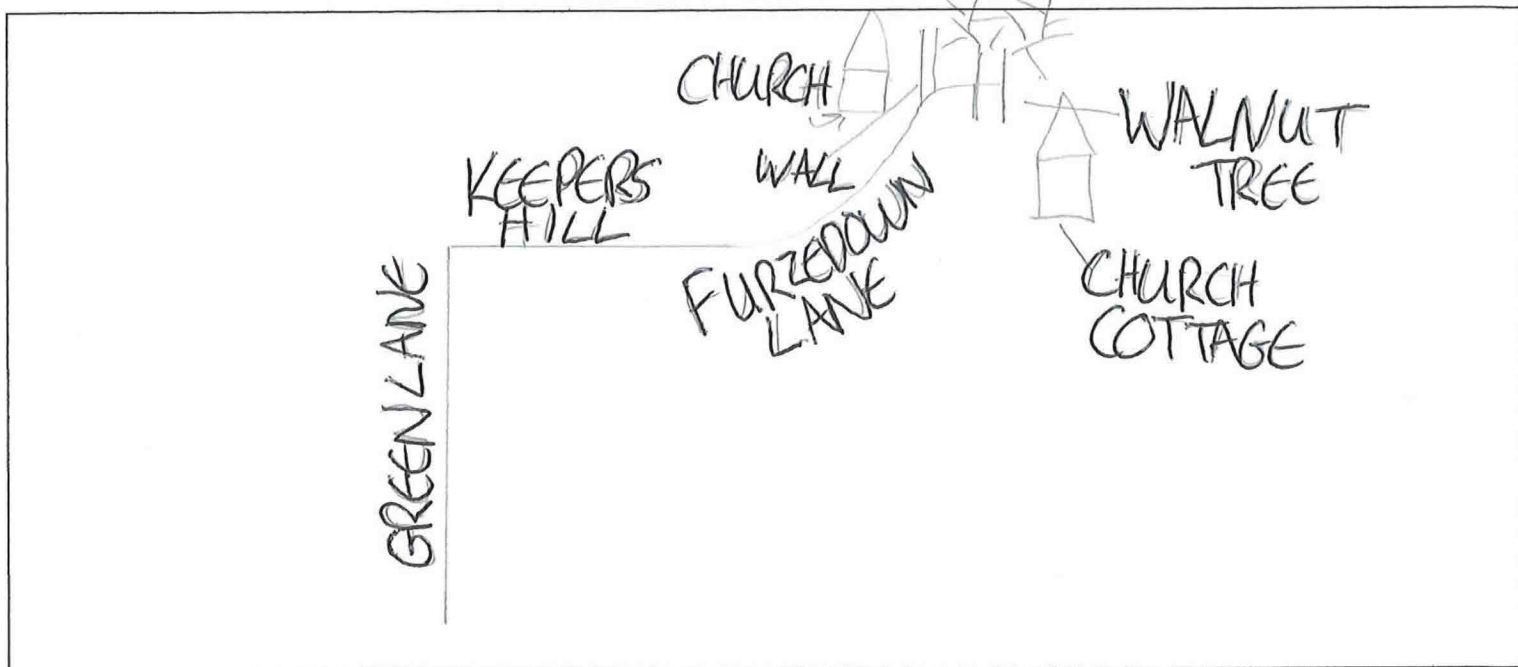 CHURCH
WALNUT
TREE
KEEPERS
HILL
WALL
FURZEDOWN
LANE
CHURCH
COTTAGE
GREEN LANE